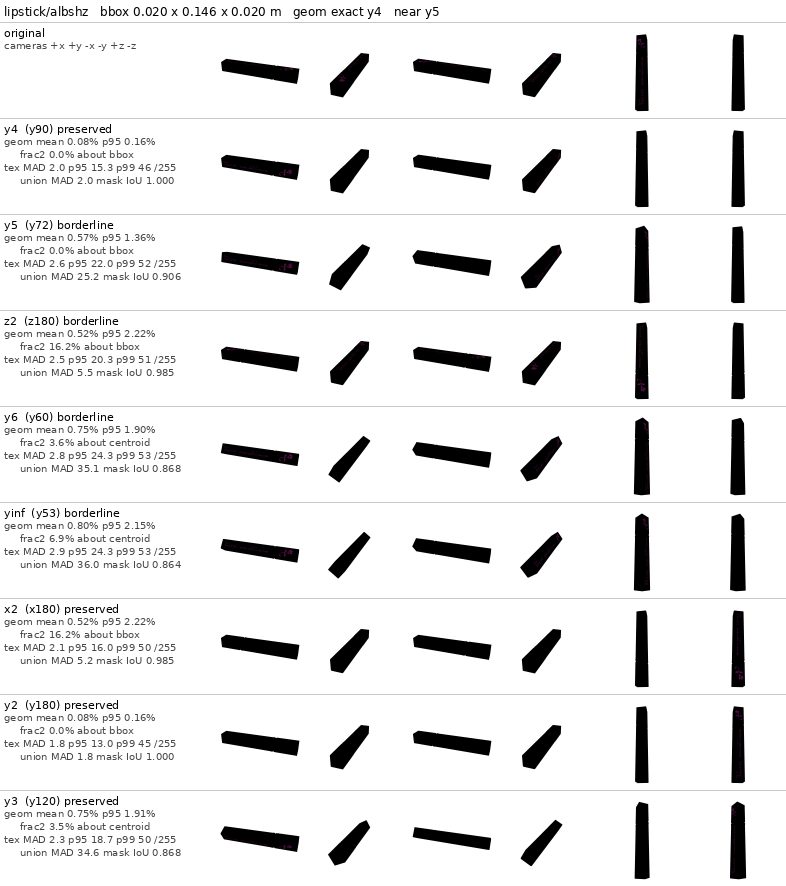 lipstick/albshz bbox 0.020 x 0.146 x 0.020 m geom exact y4 near y5
original
cameras +x +y -x -y +z -z
y4 (y90) preserved
geom mean 0.08% p95 0.16%
frac2 0.0% about bbox
tex MAD 2.0 p95 15.3 p99 46 /255
union MAD 2.0 mask IoU 1.000
y5 (y72) borderline
geom mean 0.57% p95 1.36%
frac2 0.0% about bbox
tex MAD 2.6 p95 22.0 p99 52 /255
union MAD 25.2 mask IoU 0.906
z2 (z180) borderline
geom mean 0.52% p95 2.22%
frac2 16.2% about bbox
tex MAD 2.5 p95 20.3 p99 51 /255
union MAD 5.5 mask IoU 0.985
y6 (y60) borderline
geom mean 0.75% p95 1.90%
frac2 3.6% about centroid
tex MAD 2.8 p95 24.3 p99 53 /255
union MAD 35.1 mask IoU 0.868
yinf (y53) borderline
geom mean 0.80% p95 2.15%
frac2 6.9% about centroid
tex MAD 2.9 p95 24.3 p99 53 /255
union MAD 36.0 mask IoU 0.864
x2 (x180) preserved
geom mean 0.52% p95 2.22%
frac2 16.2% about bbox
tex MAD 2.1 p95 16.0 p99 50 /255
union MAD 5.2 mask IoU 0.985
y2 (y180) preserved
geom mean 0.08% p95 0.16%
frac2 0.0% about bbox
tex MAD 1.8 p95 13.0 p99 45 /255
union MAD 1.8 mask IoU 1.000
y3 (y120) preserved
geom mean 0.75% p95 1.91%
frac2 3.5% about centroid
tex MAD 2.3 p95 18.7 p99 50 /255
union MAD 34.6 mask IoU 0.868